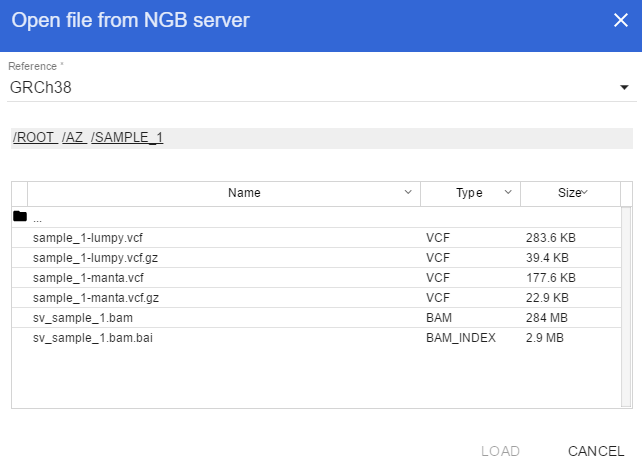 Open file from NGB server
Reference *
GRCh38
/ROOT /AZ /SAMPLE_1
Name Type Size
...
sample_1-lumpy.vcf VCF 283.6 KB
sample_1-lumpy.vcf.gz VCF 39.4 KB
sample_1-manta.vcf VCF 177.6 KB
sample_1-manta.vcf.gz VCF 22.9 KB
sv_sample_1.bam BAM 284 MB
sv_sample_1.bam.bai BAM_INDEX 2.9 MB
LOAD CANCEL